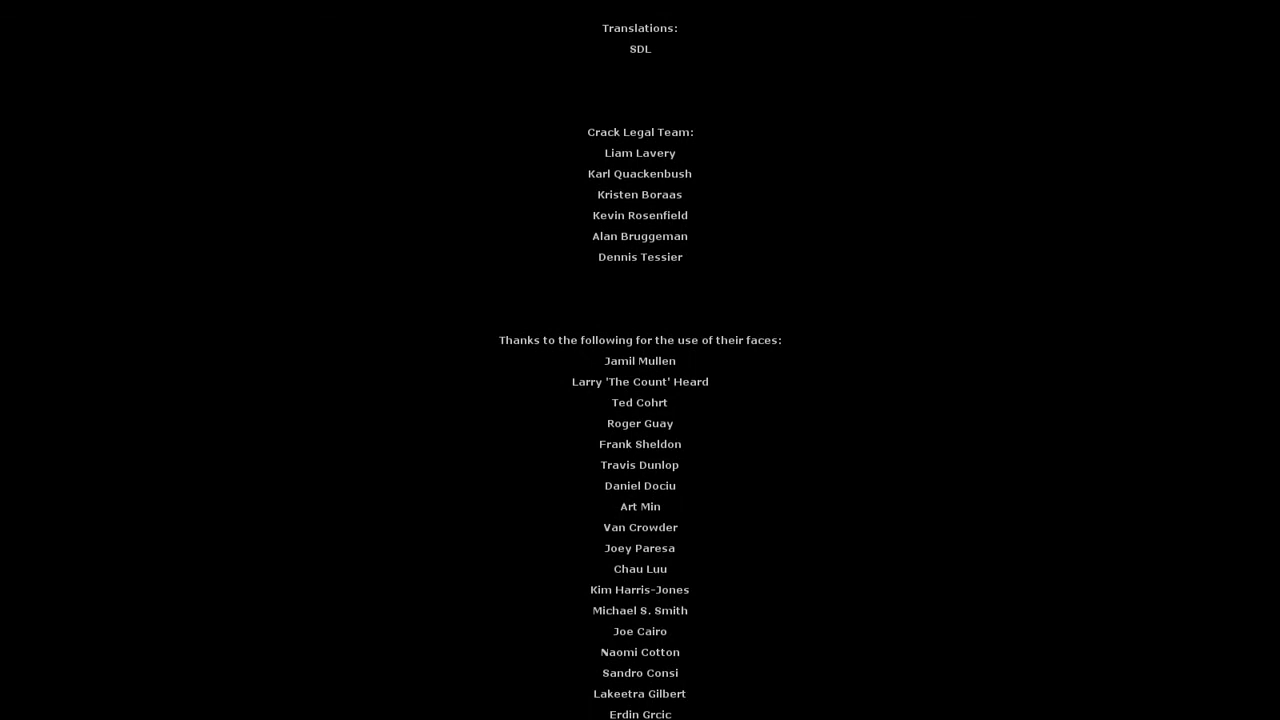 Translations:
SDL
Crack Legal Team:
Liam Lavery
Karl Quackenbush
Kristen Boraas
Kevin Rosenfield
Alan Bruggeman
Dennis Tessier
Thanks to the following for the use of their faces:
Jamil Mullen
Larry 'The Count' Heard
Ted Cohrt
Roger Guay
Frank Sheldon
Travis Dunlop
Daniel Dociu
Art Min
Van Crowder
Joey Paresa
Chau Luu
Kim Harris-Jones
Michael S. Smith
Joe Cairo
Naomi Cotton
Sandro Consi
Lakeetra Gilbert
Erdin Grcic